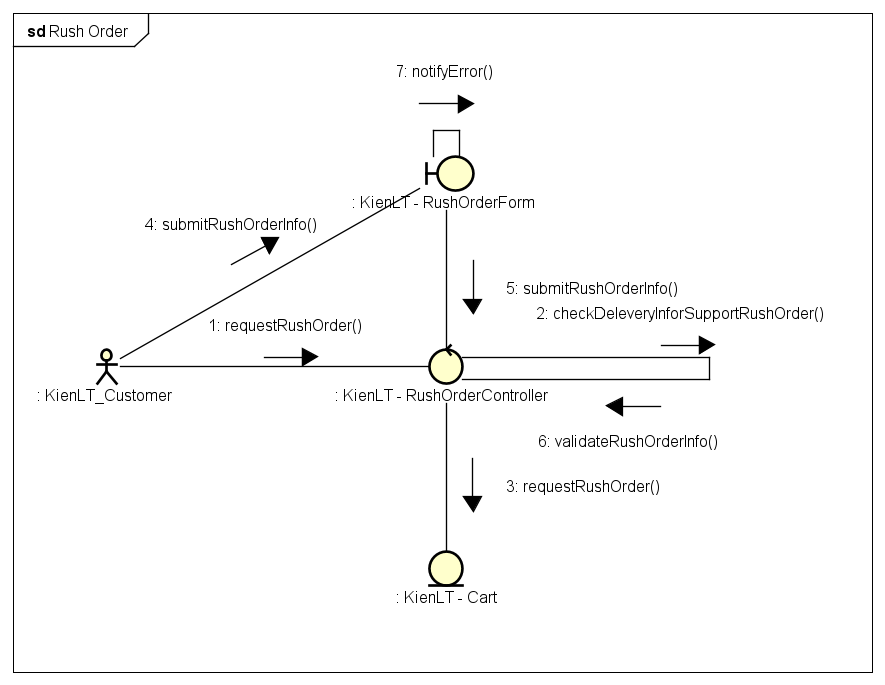 sd Rush Order
7: notifyError()
: KienLT - RushOrderForm
4: submitRushOrderInfo()
5: submitRushOrderInfo()
2: checkDeleveryInforSupportRushOrder()
1: requestRushOrder()
: KienLT_Customer
: KienLT - RushOrderController
6: validateRushOrderInfo()
3: requestRushOrder()
: KienLT - Cart